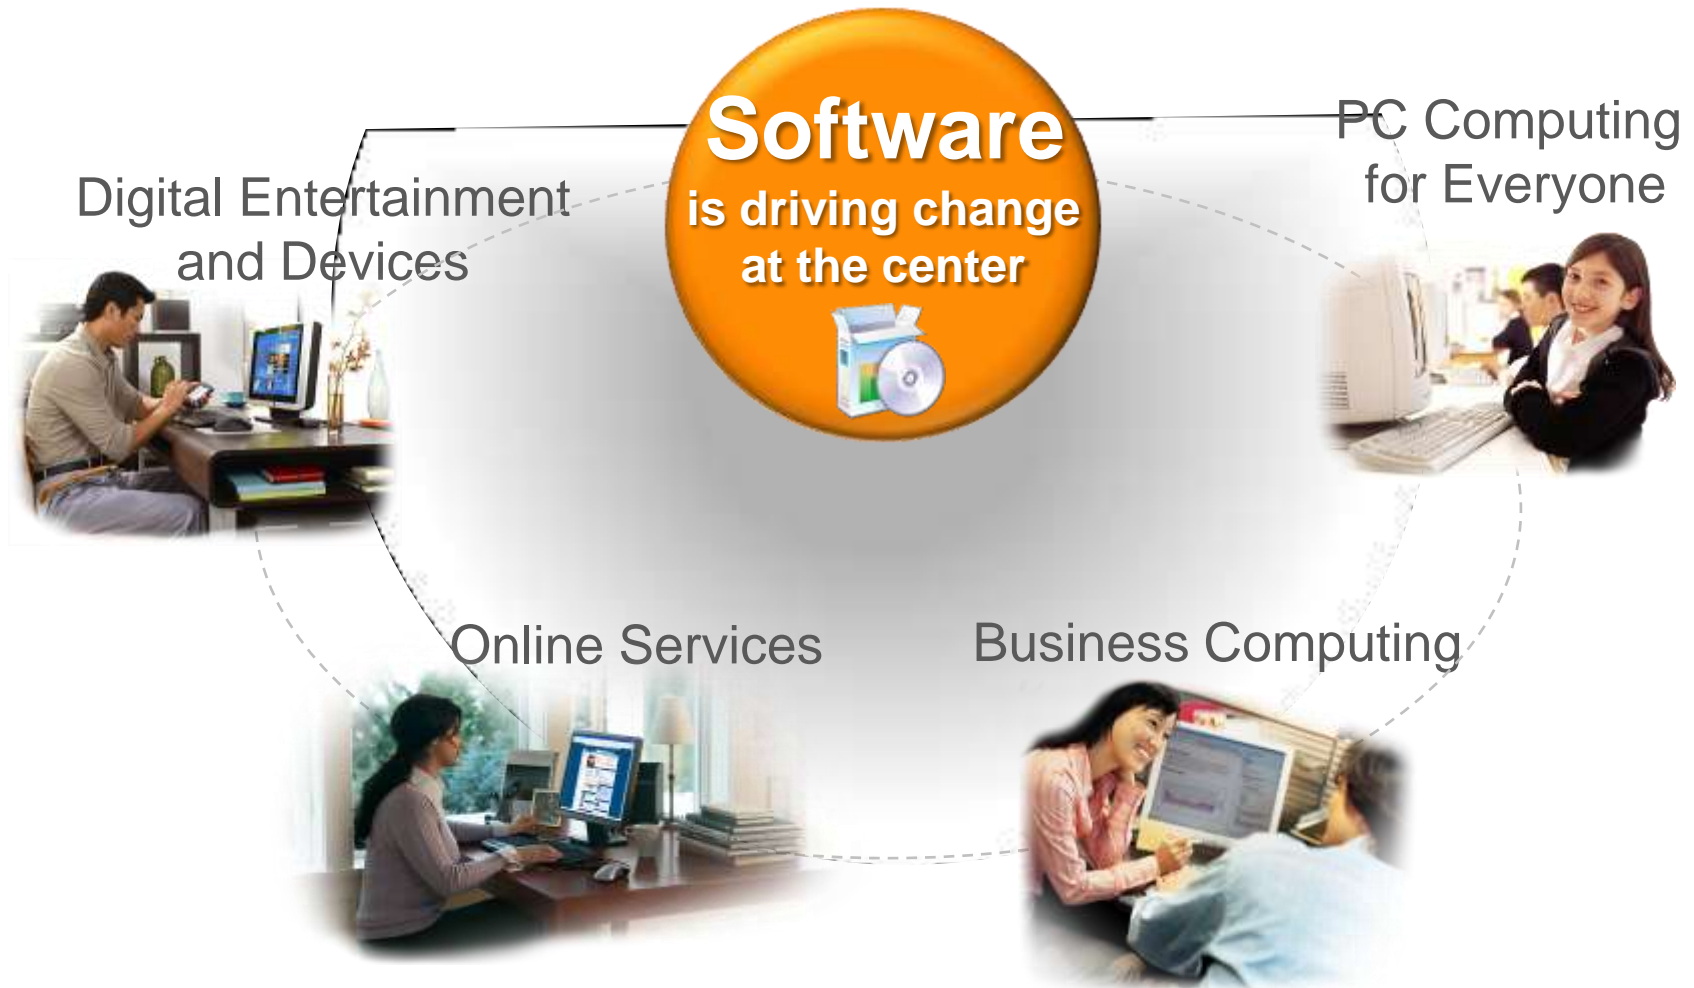 Software
is driving change
at the center
PC Computing
for Everyone
Digital Entertainment
and Devices
Online Services
Business Computing